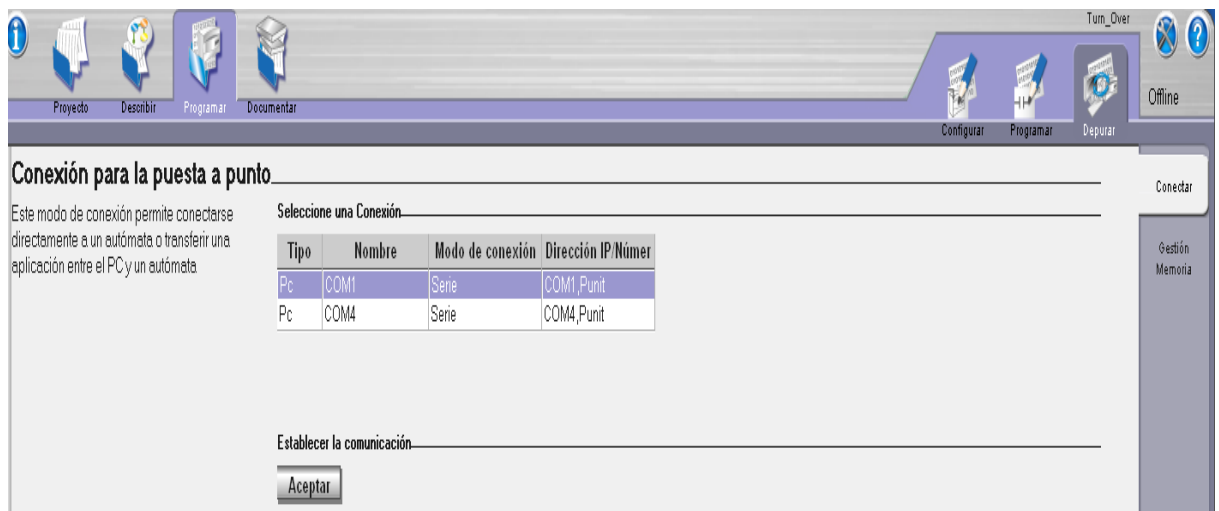 Turn_Over
Proyecto Describir Programar Documentar
Offline
Configurar Programar Depurar
Conexión para la puesta a punto
Este modo de conexión permite conectarse
directamente a un autómata o transferir una
aplicación entre el PC y un autómata
Seleccione una Conexión
Tipo Nombre Modo de conexión Dirección IP/Númer
Pc COM1 Serie COM1,Punit
Pc COM4 Serie COM4,Punit
Establecer la comunicación
Aceptar
Conectar
Gestión
Memoria